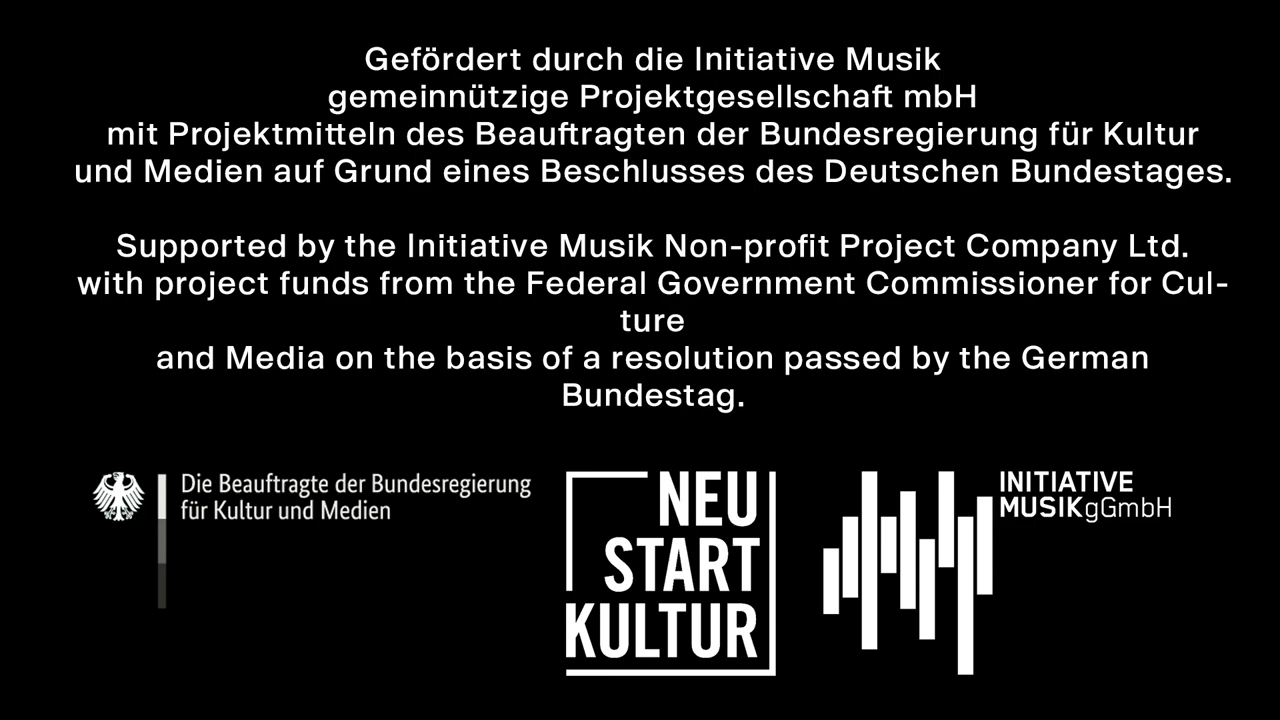 Gefördert durch die Initiative Musik
gemeinnützige Projektgesellschaft mbH
mit Projektmitteln des Beauftragten der Bundesregierung für Kultur
und Medien auf Grund eines Beschlusses des Deutschen Bundestages.
Supported by the Initiative Musik Non-profit Project Company Ltd.
with project funds from the Federal Government Commissioner for Cul-
ture
and Media on the basis of a resolution passed by the German
Bundestag.
Die Beauftragte der Bundesregierung
für Kultur und Medien
NEU
START
KULTUR
INITIATIVE
MUSIKgGmbH